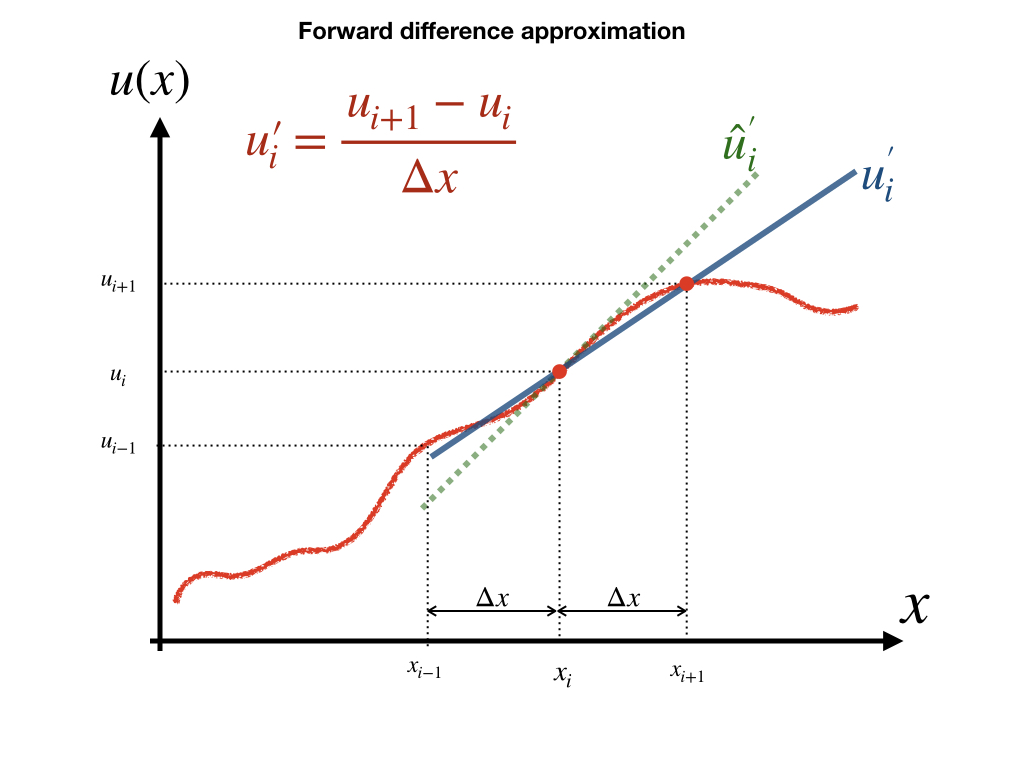 Forward difference approximation
u(x)
u′ᵢ = (uᵢ₊₁ − uᵢ) / Δx
û′ᵢ
u′ᵢ
uᵢ₊₁
uᵢ
uᵢ₋₁
Δx Δx
x
xᵢ₋₁ xᵢ xᵢ₊₁